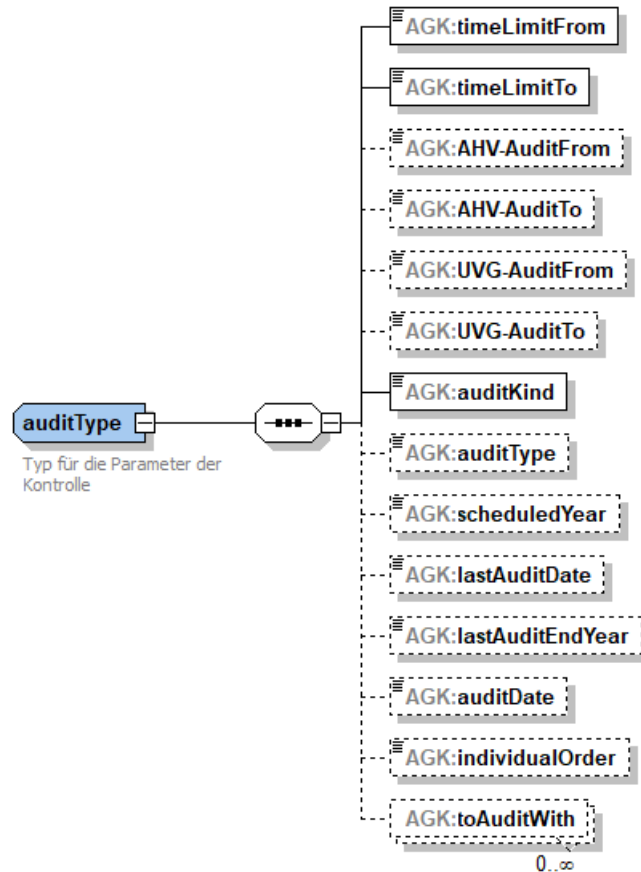 AGK:timeLimitFrom
AGK:timeLimitTo
AGK:AHV-AuditFrom
AGK:AHV-AuditTo
AGK:UVG-AuditFrom
AGK:UVG-AuditTo
auditType
Typ für die Parameter der
Kontrolle
AGK:auditKind
AGK:auditType
AGK:scheduledYear
AGK:lastAuditDate
AGK:lastAuditEndYear
AGK:auditDate
AGK:individualOrder
AGK:toAuditWith
0..∞